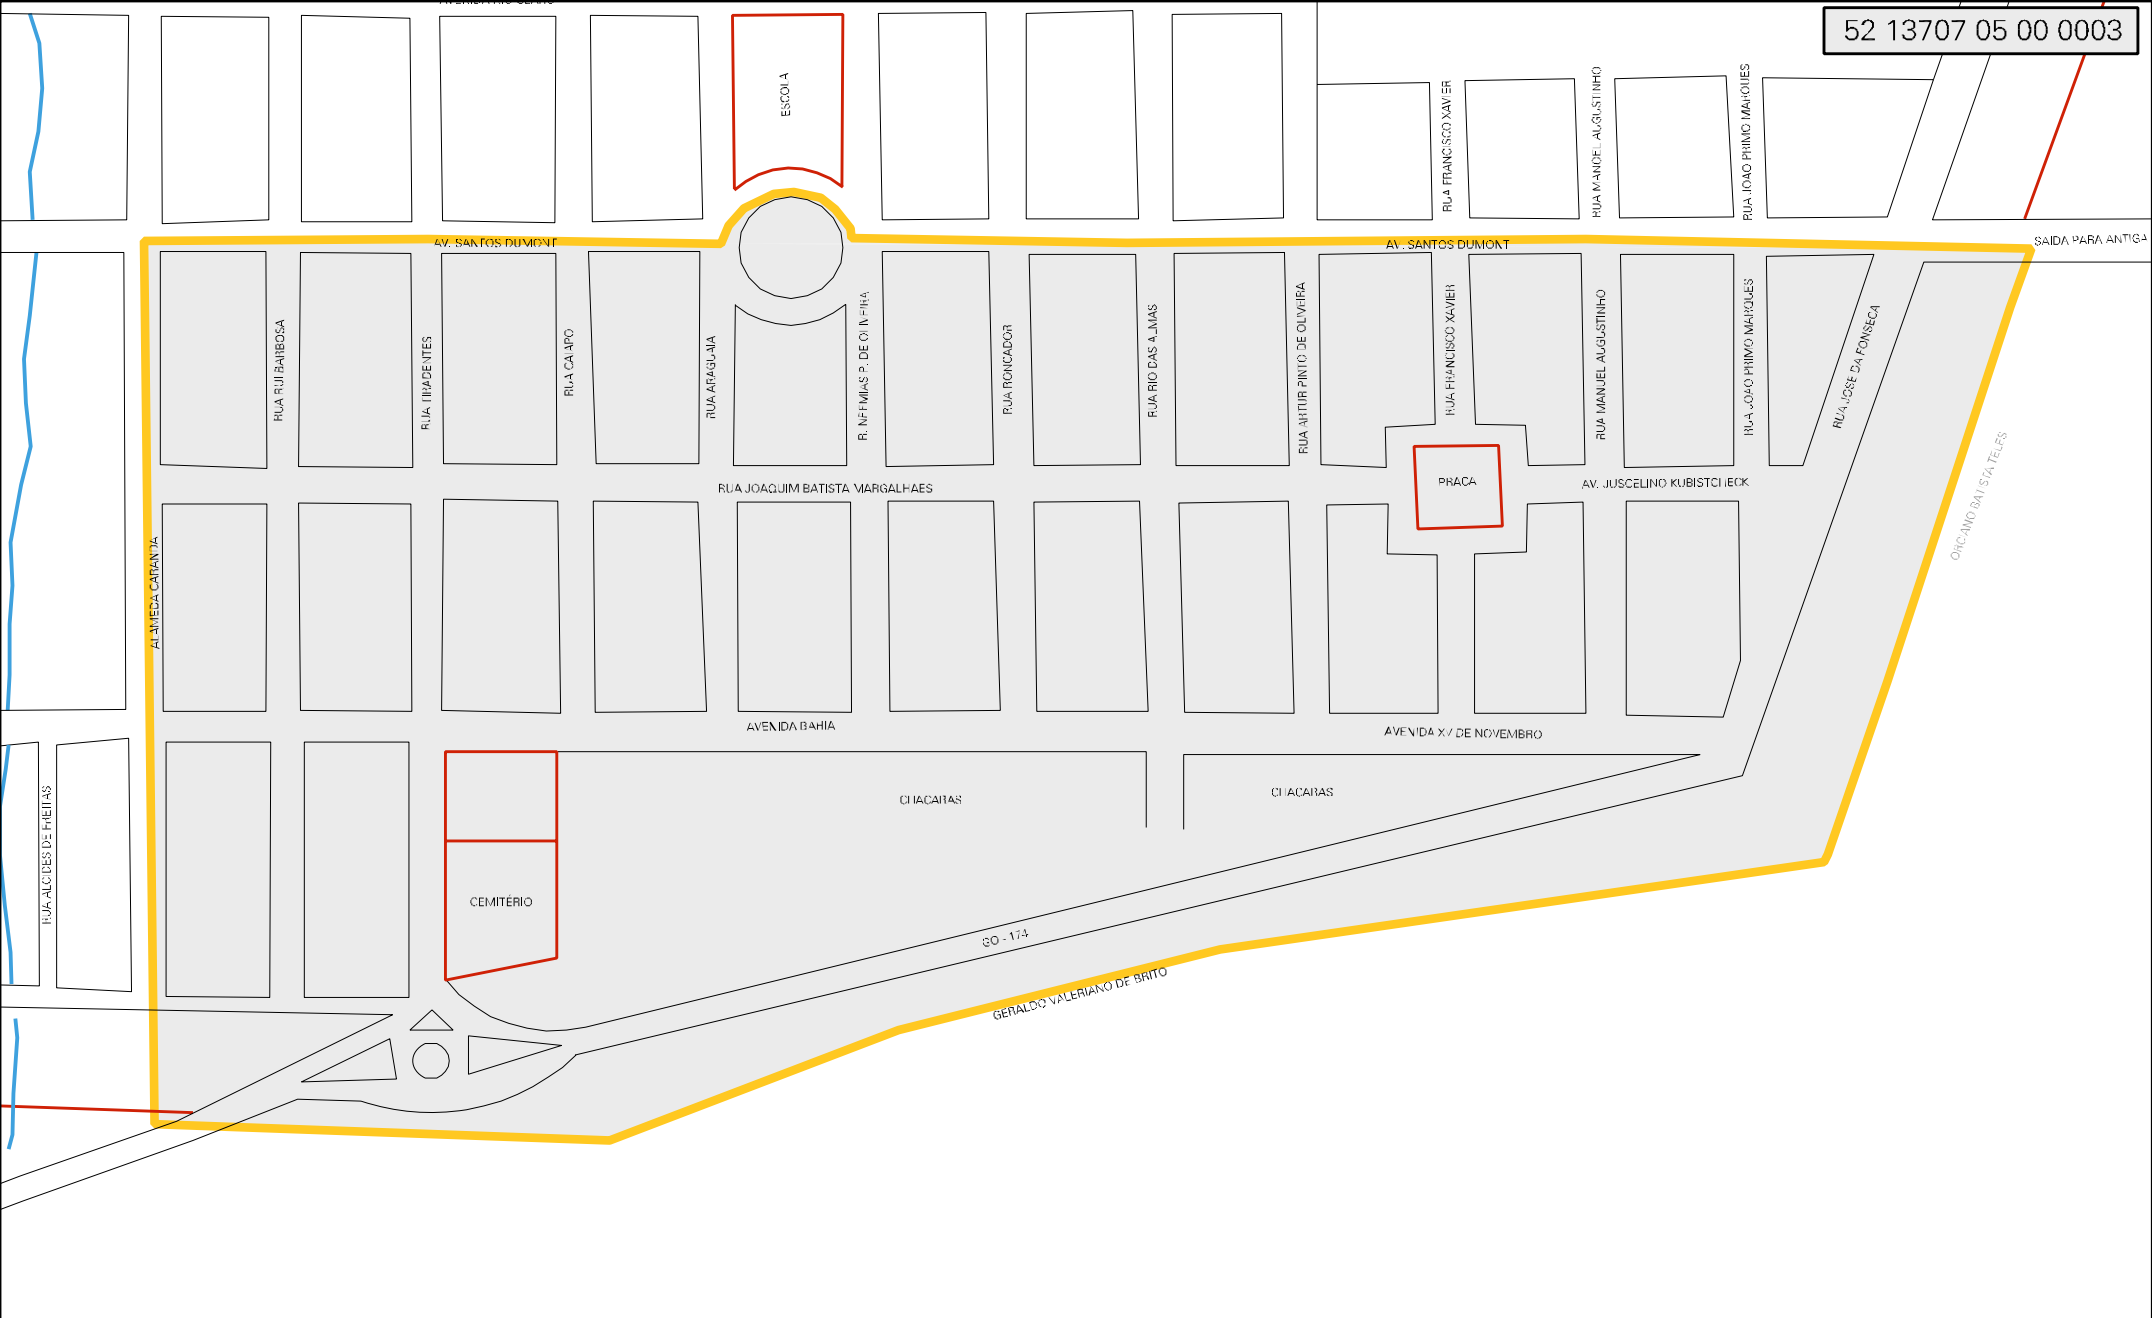 52 13707 05 00 0003
ESCOLA
RUA FRANCISCO XAVIER
RUA MANOEL AUGUSTINHO
RUA JOAO PRIMO MARQUES
AV. SANTOS DUMONT
AV. SANTOS DUMONT
SAIDA PARA ANTIGA
RUA RUI BARBOSA
RUA TIRADENTES
RUA CAIAPO
RUA ARAGUAIA
R. NEEMIAS P. DE OLIVEIRA
RUA RONCADOR
RUA RIO DAS ALMAS
RUA ARTUR PINTO DE OLIVEIRA
RUA FRANCISCO XAVIER
RUA MANUEL AUGUSTINHO
RUA JOAO PRIMO MARQUES
RUA JOSE DA FONSECA
RUA JOAQUIM BATISTA MARGALHAES
PRACA
AV. JUSCELINO KUBISTCHECK
ORCIANO BATISTA TELES
ALAMEDA CARANDA
AVENIDA BAHIA
AVENIDA XV DE NOVEMBRO
CHACARAS
CHACARAS
RUA ALCIDES DE FREITAS
CEMITÉRIO
GO - 174
GERALDO VALERIANO DE BRITO